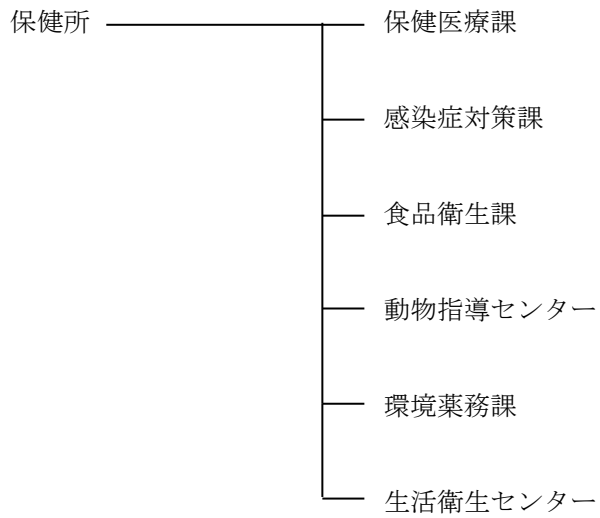 保健所
保健医療課
感染症対策課
食品衛生課
動物指導センター
環境薬務課
生活衛生センター